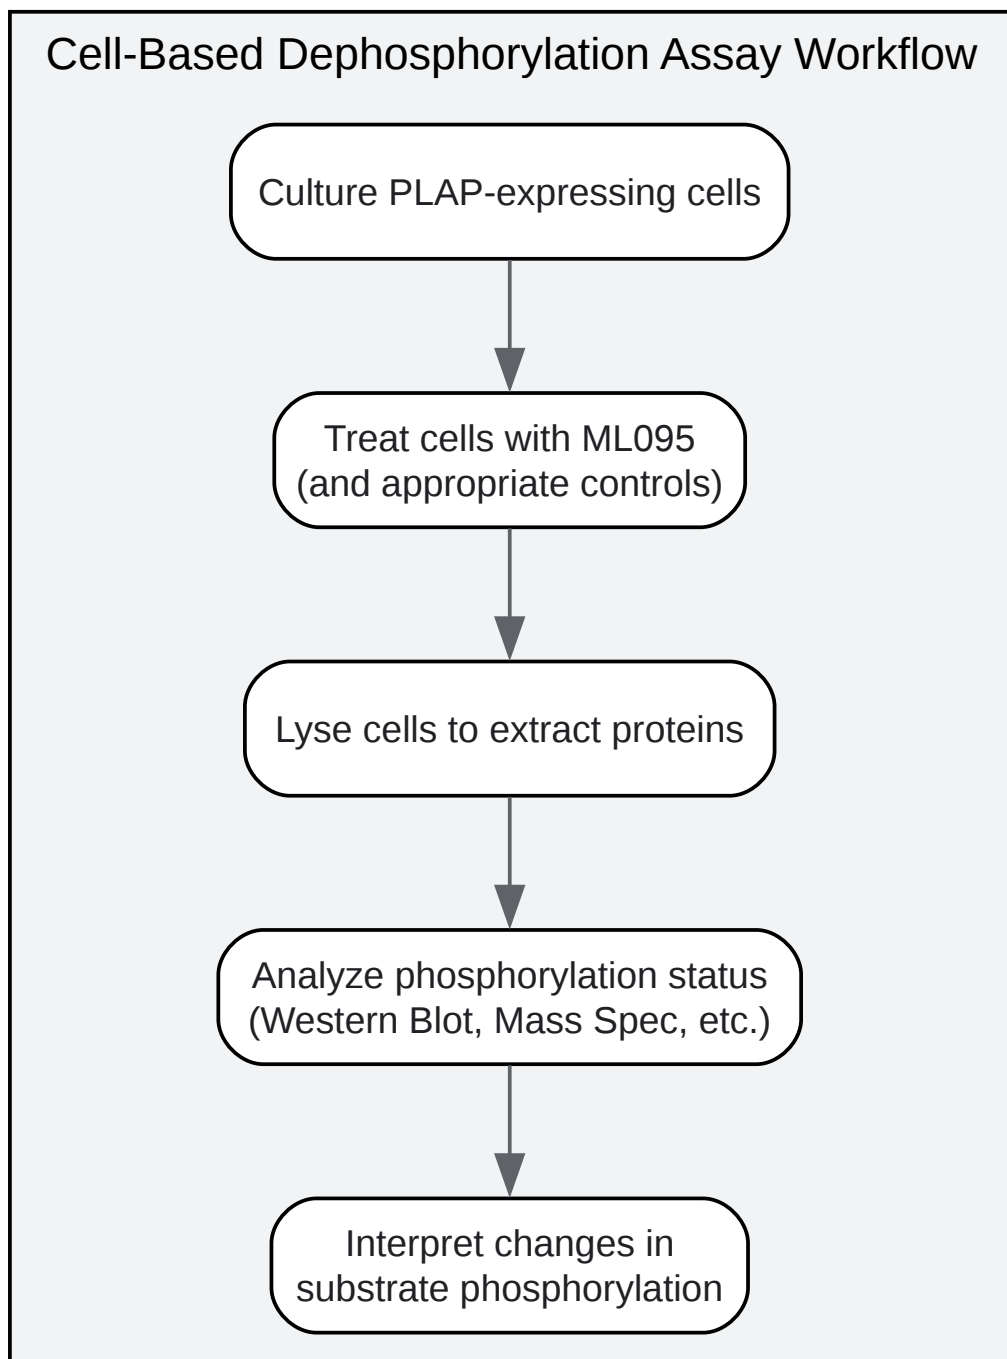 Cell-Based Dephosphorylation Assay Workflow
Culture PLAP-expressing cells
Treat cells with ML095
(and appropriate controls)
Lyse cells to extract proteins
Analyze phosphorylation status
(Western Blot, Mass Spec, etc.)
Interpret changes in
substrate phosphorylation